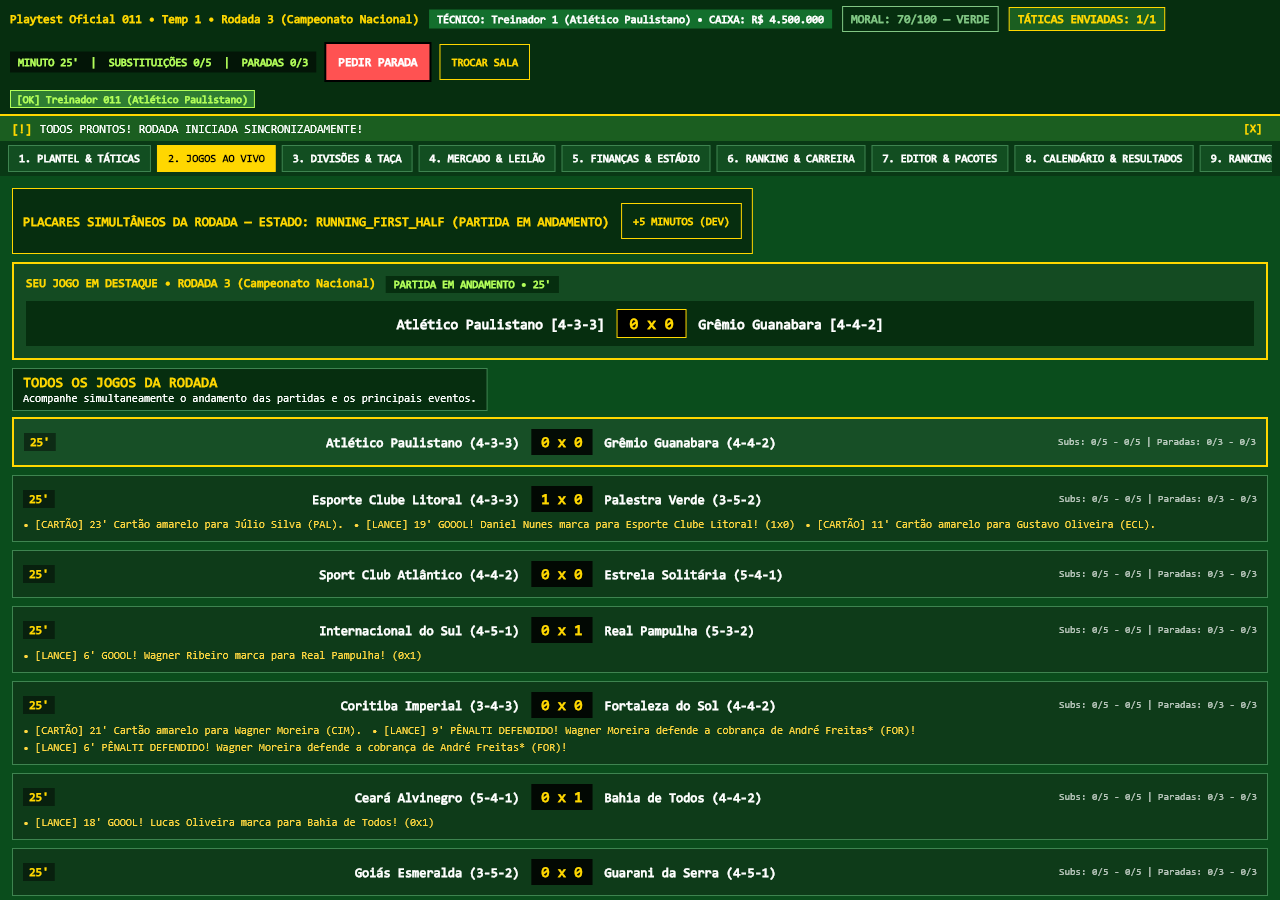 Playtest Oficial 011 • Temp 1 • Rodada 3 (Campeonato Nacional) TÉCNICO: Treinador 1 (Atlético Paulistano) • CAIXA: R$ 4.500.000 MORAL: 70/100 — VERDE TÁTICAS ENVIADAS: 1/1
MINUTO 25' | SUBSTITUIÇÕES 0/5 | PARADAS 0/3 PEDIR PARADA TROCAR SALA
[OK] Treinador 011 (Atlético Paulistano)
[!] TODOS PRONTOS! RODADA INICIADA SINCRONIZADAMENTE! [X]
1. PLANTEL & TÁTICAS 2. JOGOS AO VIVO 3. DIVISÕES & TAÇA 4. MERCADO & LEILÃO 5. FINANÇAS & ESTÁDIO 6. RANKING & CARREIRA 7. EDITOR & PACOTES 8. CALENDÁRIO & RESULTADOS 9. RANKING
PLACARES SIMULTÂNEOS DA RODADA — ESTADO: RUNNING_FIRST_HALF (PARTIDA EM ANDAMENTO) +5 MINUTOS (DEV)
SEU JOGO EM DESTAQUE • RODADA 3 (Campeonato Nacional) PARTIDA EM ANDAMENTO • 25'
Atlético Paulistano [4-3-3] 0 x 0 Grêmio Guanabara [4-4-2]
TODOS OS JOGOS DA RODADA
Acompanhe simultaneamente o andamento das partidas e os principais eventos.
25' Atlético Paulistano (4-3-3) 0 x 0 Grêmio Guanabara (4-4-2) Subs: 0/5 - 0/5 | Paradas: 0/3 - 0/3
25' Esporte Clube Litoral (4-3-3) 1 x 0 Palestra Verde (3-5-2) Subs: 0/5 - 0/5 | Paradas: 0/3 - 0/3
• [CARTÃO] 23' Cartão amarelo para Júlio Silva (PAL). • [LANCE] 19' GOOOL! Daniel Nunes marca para Esporte Clube Litoral! (1x0) • [CARTÃO] 11' Cartão amarelo para Gustavo Oliveira (ECL).
25' Sport Club Atlântico (4-4-2) 0 x 0 Estrela Solitária (5-4-1) Subs: 0/5 - 0/5 | Paradas: 0/3 - 0/3
25' Internacional do Sul (4-5-1) 0 x 1 Real Pampulha (5-3-2) Subs: 0/5 - 0/5 | Paradas: 0/3 - 0/3
• [LANCE] 6' GOOOL! Wagner Ribeiro marca para Real Pampulha! (0x1)
25' Coritiba Imperial (3-4-3) 0 x 0 Fortaleza do Sol (4-4-2) Subs: 0/5 - 0/5 | Paradas: 0/3 - 0/3
• [CARTÃO] 21' Cartão amarelo para Wagner Moreira (CIM). • [LANCE] 9' PÊNALTI DEFENDIDO! Wagner Moreira defende a cobrança de André Freitas* (FOR)!
• [LANCE] 6' PÊNALTI DEFENDIDO! Wagner Moreira defende a cobrança de André Freitas* (FOR)!
25' Ceará Alvinegro (5-4-1) 0 x 1 Bahia de Todos (4-4-2) Subs: 0/5 - 0/5 | Paradas: 0/3 - 0/3
• [LANCE] 18' GOOOL! Lucas Oliveira marca para Bahia de Todos! (0x1)
25' Goiás Esmeralda (3-5-2) 0 x 0 Guarani da Serra (4-5-1) Subs: 0/5 - 0/5 | Paradas: 0/3 - 0/3